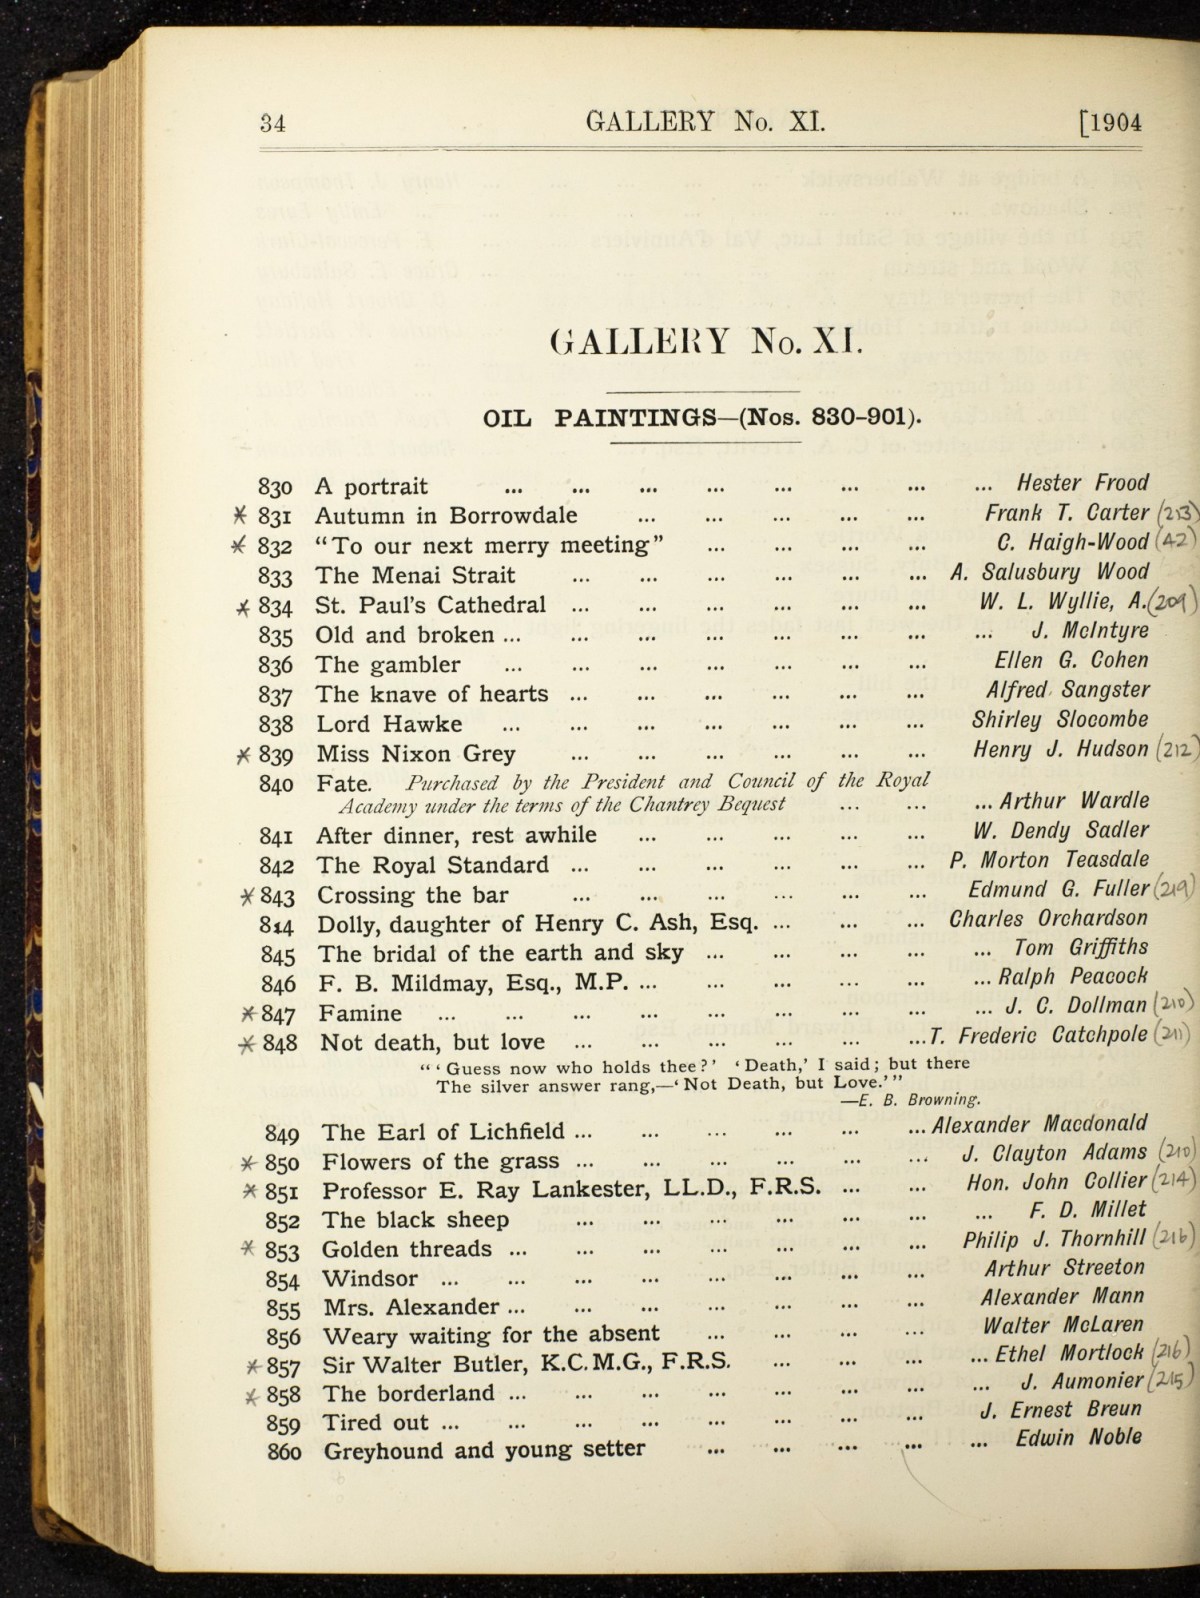 34 GALLERY No. XI. [1904
GALLERY No. XI.
OIL PAINTINGS—(Nos. 830-901).
830 A portrait ... ... ... ... ... ... ... ... Hester Frood
* 831 Autumn in Borrowdale ... ... ... ... ... Frank T. Carter (213)
* 832 "To our next merry meeting" ... ... ... ... C. Haigh-Wood (42)
833 The Menai Strait ... ... ... ... ... ... A. Salusbury Wood
* 834 St. Paul's Cathedral ... ... ... ... ... ... W. L. Wyllie, A. (209)
835 Old and broken ... ... ... ... ... ... ... ... J. McIntyre
836 The gambler ... ... ... ... ... ... ... Ellen G. Cohen
837 The knave of hearts ... ... ... ... ... ... Alfred Sangster
838 Lord Hawke ... ... ... ... ... ... ... Shirley Slocombe
* 839 Miss Nixon Grey ... ... ... ... ... ... Henry J. Hudson (212)
840 Fate. Purchased by the President and Council of the Royal
Academy under the terms of the Chantrey Bequest ... ... ... Arthur Wardle
841 After dinner, rest awhile ... ... ... ... ... W. Dendy Sadler
842 The Royal Standard ... ... ... ... ... ... P. Morton Teasdale
* 843 Crossing the bar ... ... ... ... ... ... Edmund G. Fuller (219)
844 Dolly, daughter of Henry C. Ash, Esq. ... ... ... Charles Orchardson
845 The bridal of the earth and sky ... ... ... ... ... Tom Griffiths
846 F. B. Mildmay, Esq., M.P. ... ... ... ... ... ... Ralph Peacock
* 847 Famine ... ... ... ... ... ... ... ... ... J. C. Dollman (210)
* 848 Not death, but love ... ... ... ... ... ... T. Frederic Catchpole (211)
"'Guess now who holds thee?' 'Death,' I said; but there
The silver answer rang,—'Not Death, but Love.'"
—E. B. Browning.
849 The Earl of Lichfield ... ... ... ... ... ... Alexander Macdonald
* 850 Flowers of the grass ... ... ... ... ... ... J. Clayton Adams (210)
* 851 Professor E. Ray Lankester, LL.D., F.R.S. ... ... Hon. John Collier (214)
852 The black sheep ... ... ... ... ... ... ... F. D. Millet
* 853 Golden threads ... ... ... ... ... ... ... Philip J. Thornhill (216)
854 Windsor ... ... ... ... ... ... ... ... Arthur Streeton
855 Mrs. Alexander ... ... ... ... ... ... ... Alexander Mann
856 Weary waiting for the absent ... ... ... ... Walter McLaren
* 857 Sir Walter Butler, K.C.M.G., F.R.S. ... ... ... ... Ethel Mortlock (216)
* 858 The borderland ... ... ... ... ... ... ... ... J. Aumonier (215)
859 Tired out ... ... ... ... ... ... ... ... J. Ernest Breun
860 Greyhound and young setter ... ... ... ... ... Edwin Noble